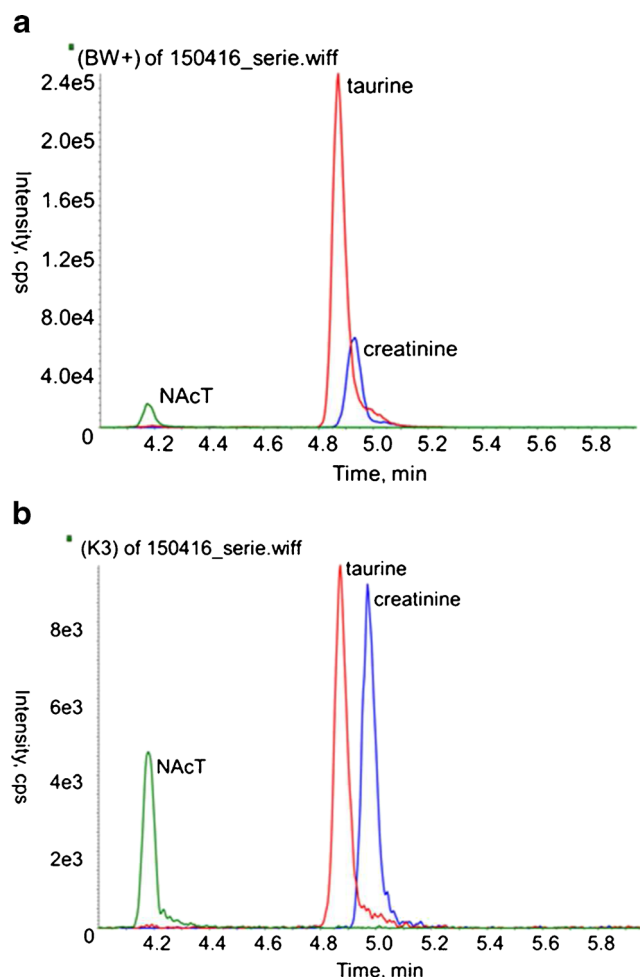 a
(BW+) of 150416_serie.wiff
2.4e5
2.0e5
1.6e5
1.2e5
8.0e4
4.0e4
0
Intensity, cps
taurine
creatinine
NAcT
4.2 4.4 4.6 4.8 5.0 5.2 5.4 5.6 5.8
Time, min
b
(K3) of 150416_serie.wiff
8e3
6e3
4e3
2e3
0
Intensity, cps
taurine
creatinine
NAcT
4.2 4.4 4.6 4.8 5.0 5.2 5.4 5.6 5.8
Time, min